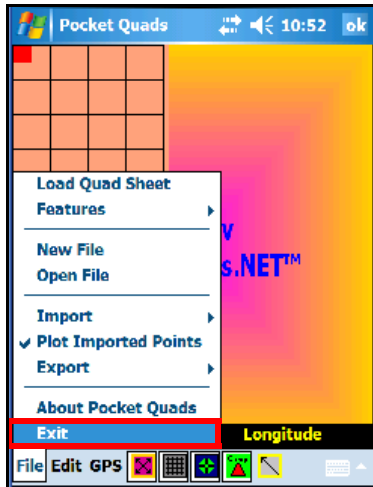 Pocket Quads 10:52 ok
Load Quad Sheet
Features
v
New File
s.NET™
Open File
Import
Plot Imported Points
Export
About Pocket Quads
Exit
Longitude
File Edit GPS